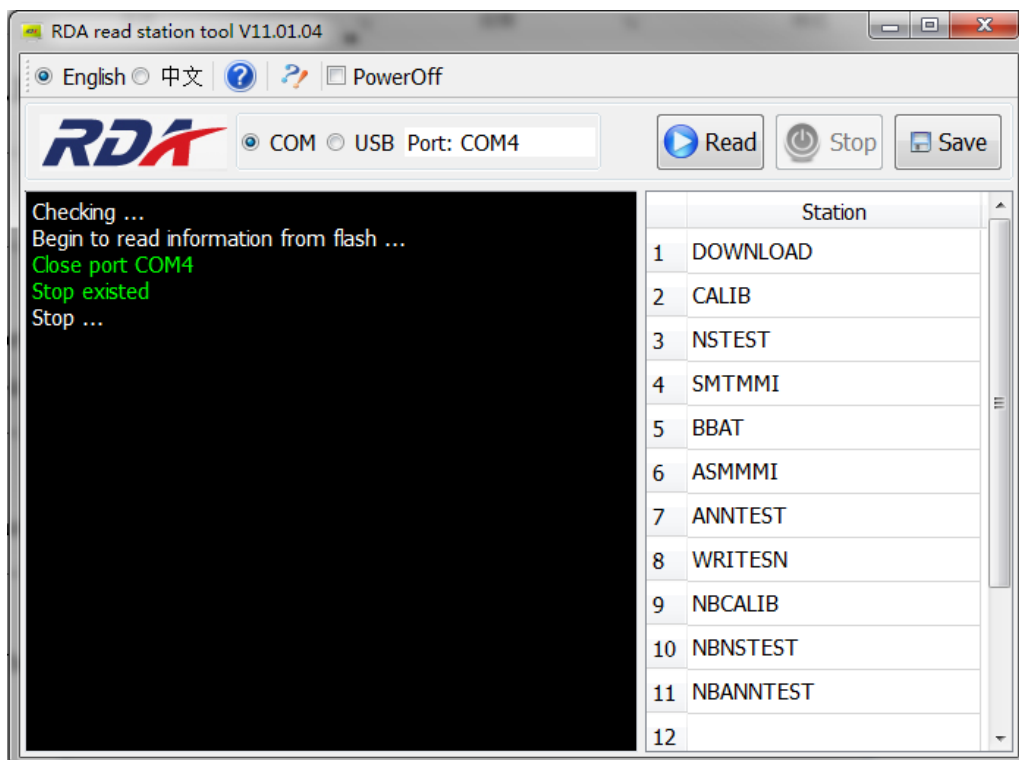 RDA read station tool V11.01.04
English 中文 PowerOff
RDA COM USB Port: COM4 Read Stop Save
Checking ...
Begin to read information from flash ...
Close port COM4
Stop existed
Stop ...
Station
1 DOWNLOAD
2 CALIB
3 NSTEST
4 SMTMMI
5 BBAT
6 ASMMMI
7 ANNTEST
8 WRITESN
9 NBCALIB
10 NBNSTEST
11 NBANNTEST
12